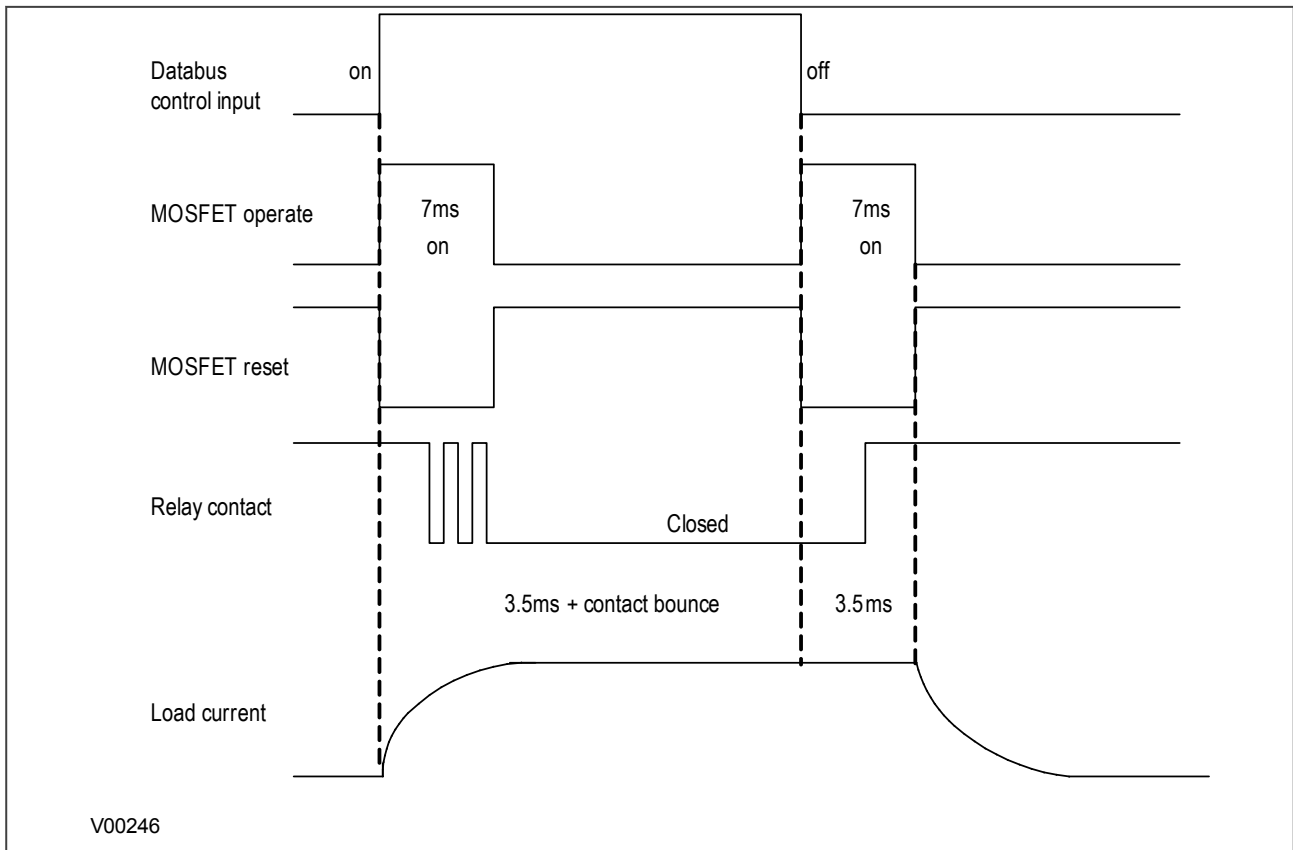 Databus
control input
on
off
MOSFET operate
7ms
on
7ms
on
MOSFET reset
Relay contact
Closed
3.5ms + contact bounce
3.5ms
Load current
V00246